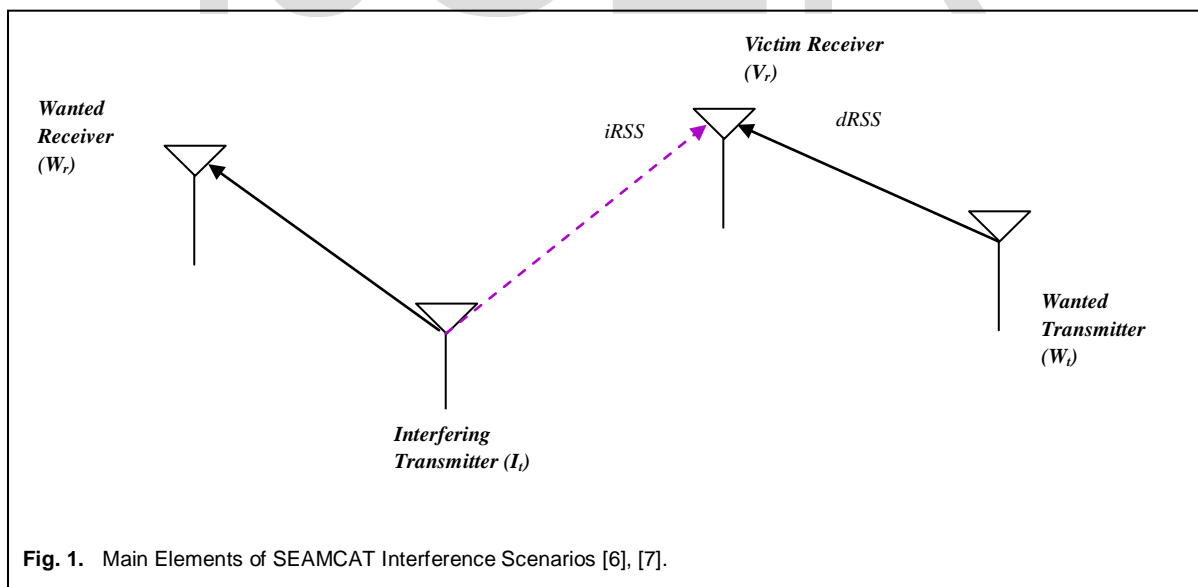 Victim Receiver
(Vr)
Wanted
Receiver
(Wr)
iRSS
dRSS
Wanted
Transmitter
(Wt)
Interfering
Transmitter (It)
Fig. 1. Main Elements of SEAMCAT Interference Scenarios [6], [7].